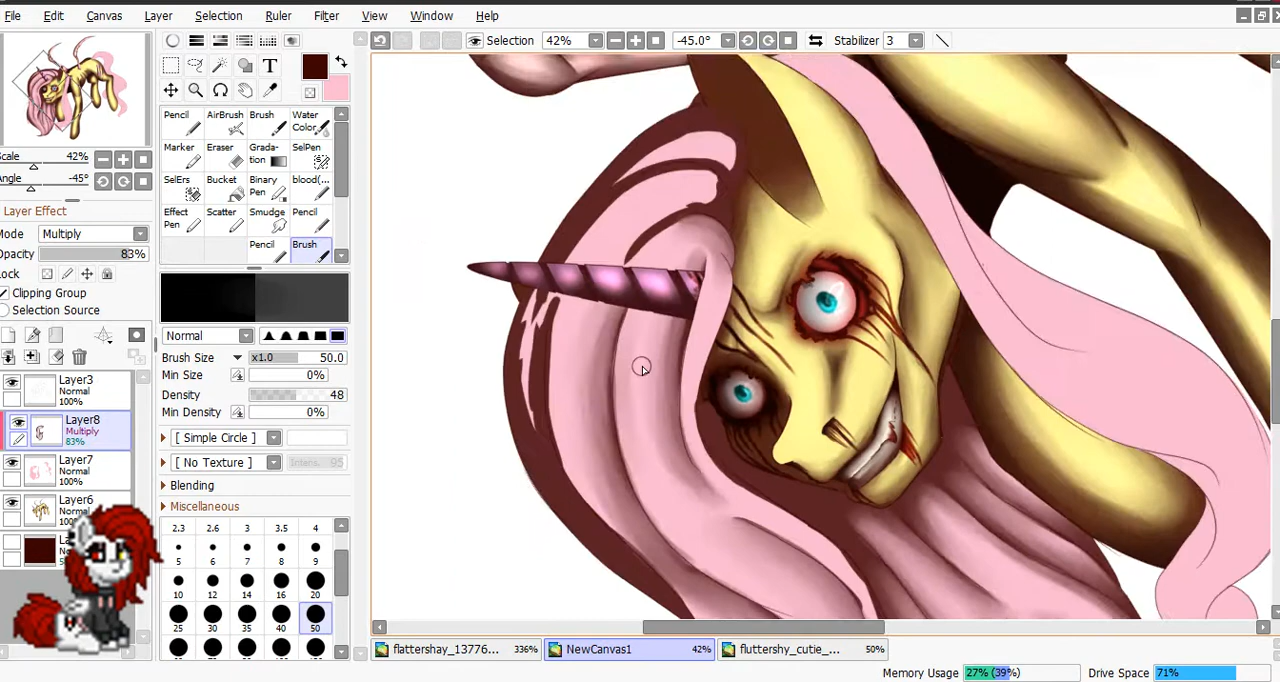 File Edit Canvas Layer Selection Ruler Filter View Window Help
Selection 42% -45.0° Stabilizer 3
Scale 42%
Angle -45°
Layer Effect
Mode Multiply
Opacity 83%
Lock
Clipping Group
Selection Source
Layer3
Normal
100%
Layer8
Multiply
83%
Layer7
Normal
100%
Layer6
Normal
T
Pencil AirBrush Brush Water Color
Marker Eraser Grada-tion SelPen
SelErs Bucket Binary Pen blood(...
Effect Pen Scatter Smudge Pencil
Pencil Brush
Normal
Brush Size x1.0 50.0
Min Size 0%
Density 48
Min Density 0%
[ Simple Circle ]
[ No Texture ] Intens. 95
Blending
Miscellaneous
2.3 2.6 3 3.5 4
5 6 7 8 9
10 12 14 16 20
25 30 35 40 50
flattershay_13776... 336% NewCanvas1 42% fluttershy_cutie_... 50%
Memory Usage 27% (39%) Drive Space 71%